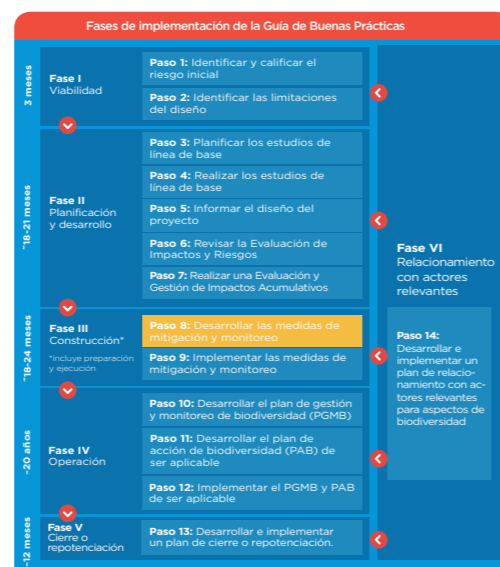 Fases de implementación de la Guía de Buenas Prácticas
3 meses
Fase I
Viabilidad
Paso 1: Identificar y calificar el
riesgo inicial
Paso 2: Identificar las limitaciones
del diseño
~18-21 meses
Fase II
Planificación
y desarrollo
Paso 3: Planificar los estudios de
línea de base
Paso 4: Realizar los estudios de
línea de base
Paso 5: Informar el diseño del
proyecto
Paso 6: Revisar la Evaluación de
Impactos y Riesgos
Paso 7: Realizar una Evaluación y
Gestión de Impactos Acumulativos
~18-24 meses
Fase III
Construcción*
*incluye preparación
y ejecución
Paso 8: Desarrollar las medidas de
mitigación y monitoreo
Paso 9: Implementar las medidas de
mitigación y monitoreo
~20 años
Fase IV
Operación
Paso 10: Desarrollar el plan de gestión
y monitoreo de biodiversidad (PGMB)
Paso 11: Desarrollar el plan de
acción de biodiversidad (PAB) de
ser aplicable
Paso 12: Implementar el PGMB y PAB
de ser aplicable
~12 meses
Fase V
Cierre o
repotenciación
Paso 13: Desarrollar e implementar
un plan de cierre o repotenciación.
Fase VI
Relacionamiento
con actores
relevantes
Paso 14:
Desarrollar e
implementar un
plan de relacio-
namiento con ac-
tores relevantes
para aspectos de
biodiversidad